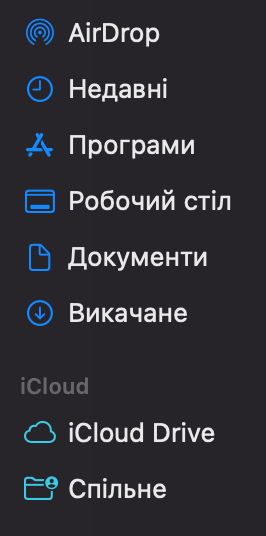 AirDrop
Недавні
Програми
Робочий стіл
Документи
Викачане
iCloud
iCloud Drive
Спільне